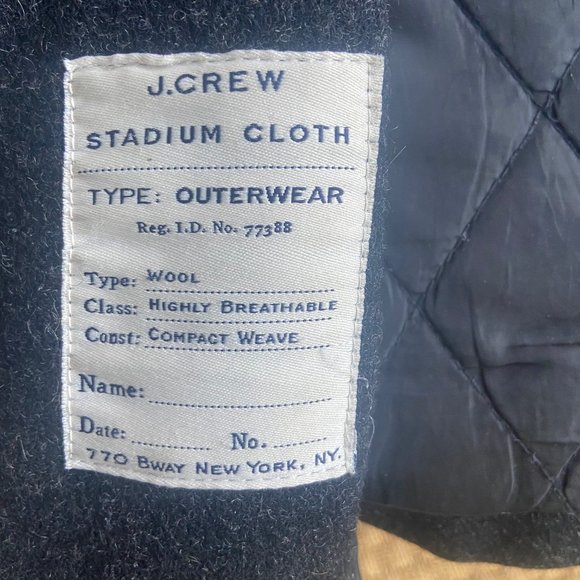 J.CREW
STADIUM CLOTH
TYPE: OUTERWEAR
Reg. I.D. No. 77388
Type: WOOL
Class: HIGHLY BREATHABLE
Const: COMPACT WEAVE
Name:
Date: No.
770 BWAY NEW YORK, NY.